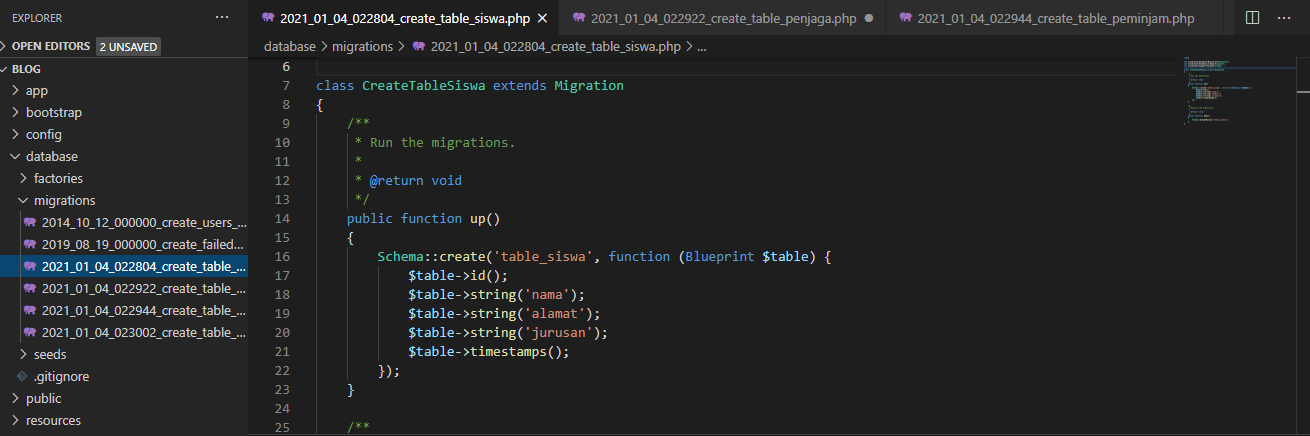 EXPLORER
OPEN EDITORS 2 UNSAVED
BLOG
app
bootstrap
config
database
factories
migrations
2014_10_12_000000_create_users_...
2019_08_19_000000_create_failed...
2021_01_04_022804_create_table_...
2021_01_04_022922_create_table_...
2021_01_04_022944_create_table_...
2021_01_04_023002_create_table_...
seeds
.gitignore
public
resources
2021_01_04_022804_create_table_siswa.php
2021_01_04_022922_create_table_penjaga.php
2021_01_04_022944_create_table_peminjam.php
database > migrations > 2021_01_04_022804_create_table_siswa.php > ...
6
7 class CreateTableSiswa extends Migration
8 {
9 /**
10 * Run the migrations.
11 *
12 * @return void
13 */
14 public function up()
15 {
16 Schema::create('table_siswa', function (Blueprint $table) {
17 $table->id();
18 $table->string('nama');
19 $table->string('alamat');
20 $table->string('jurusan');
21 $table->timestamps();
22 });
23 }
24
25 /**